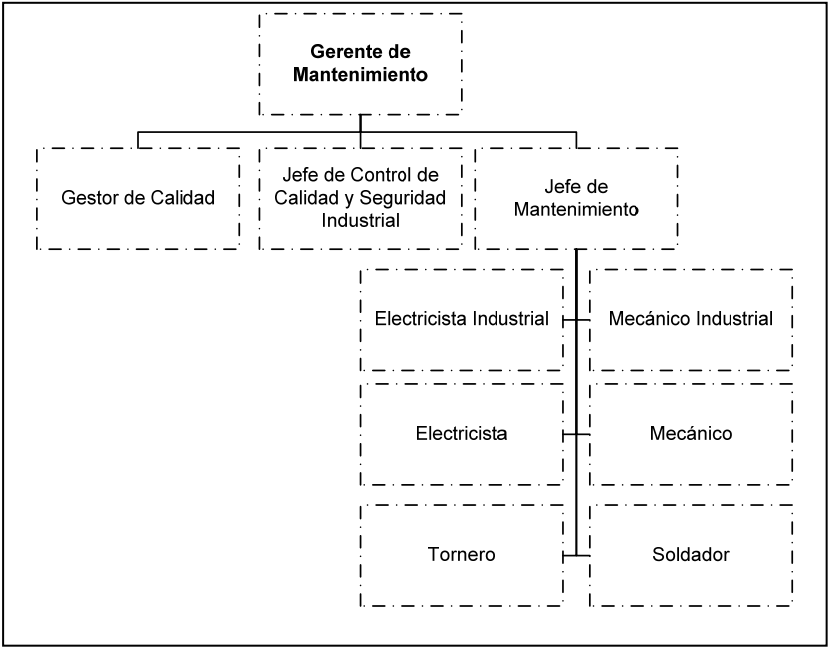 Gerente de
Mantenimiento
Gestor de Calidad
Jefe de Control de
Calidad y Seguridad
Industrial
Jefe de
Mantenimiento
Electricista Industrial
Mecánico Industrial
Electricista
Mecánico
Tornero
Soldador